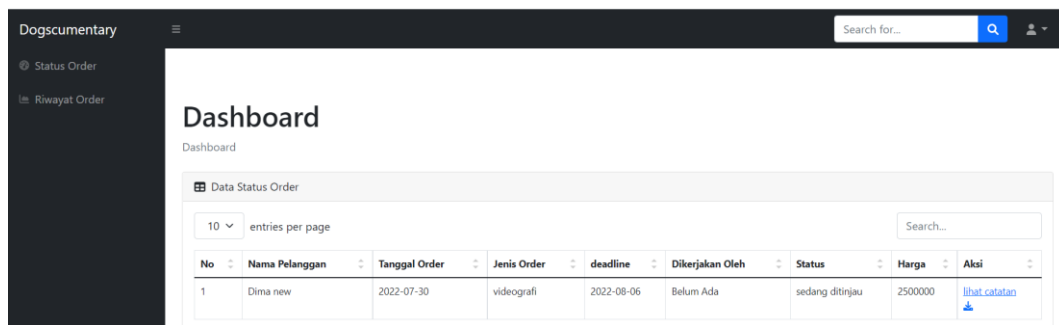 Dogscumentary
Search for...
Status Order
Riwayat Order
Dashboard
Dashboard
Data Status Order
10 entries per page
Search...
No Nama Pelanggan Tanggal Order Jenis Order deadline Dikerjakan Oleh Status Harga Aksi
1 Dima new 2022-07-30 videografi 2022-08-06 Belum Ada sedang ditinjau 2500000 lihat catatan